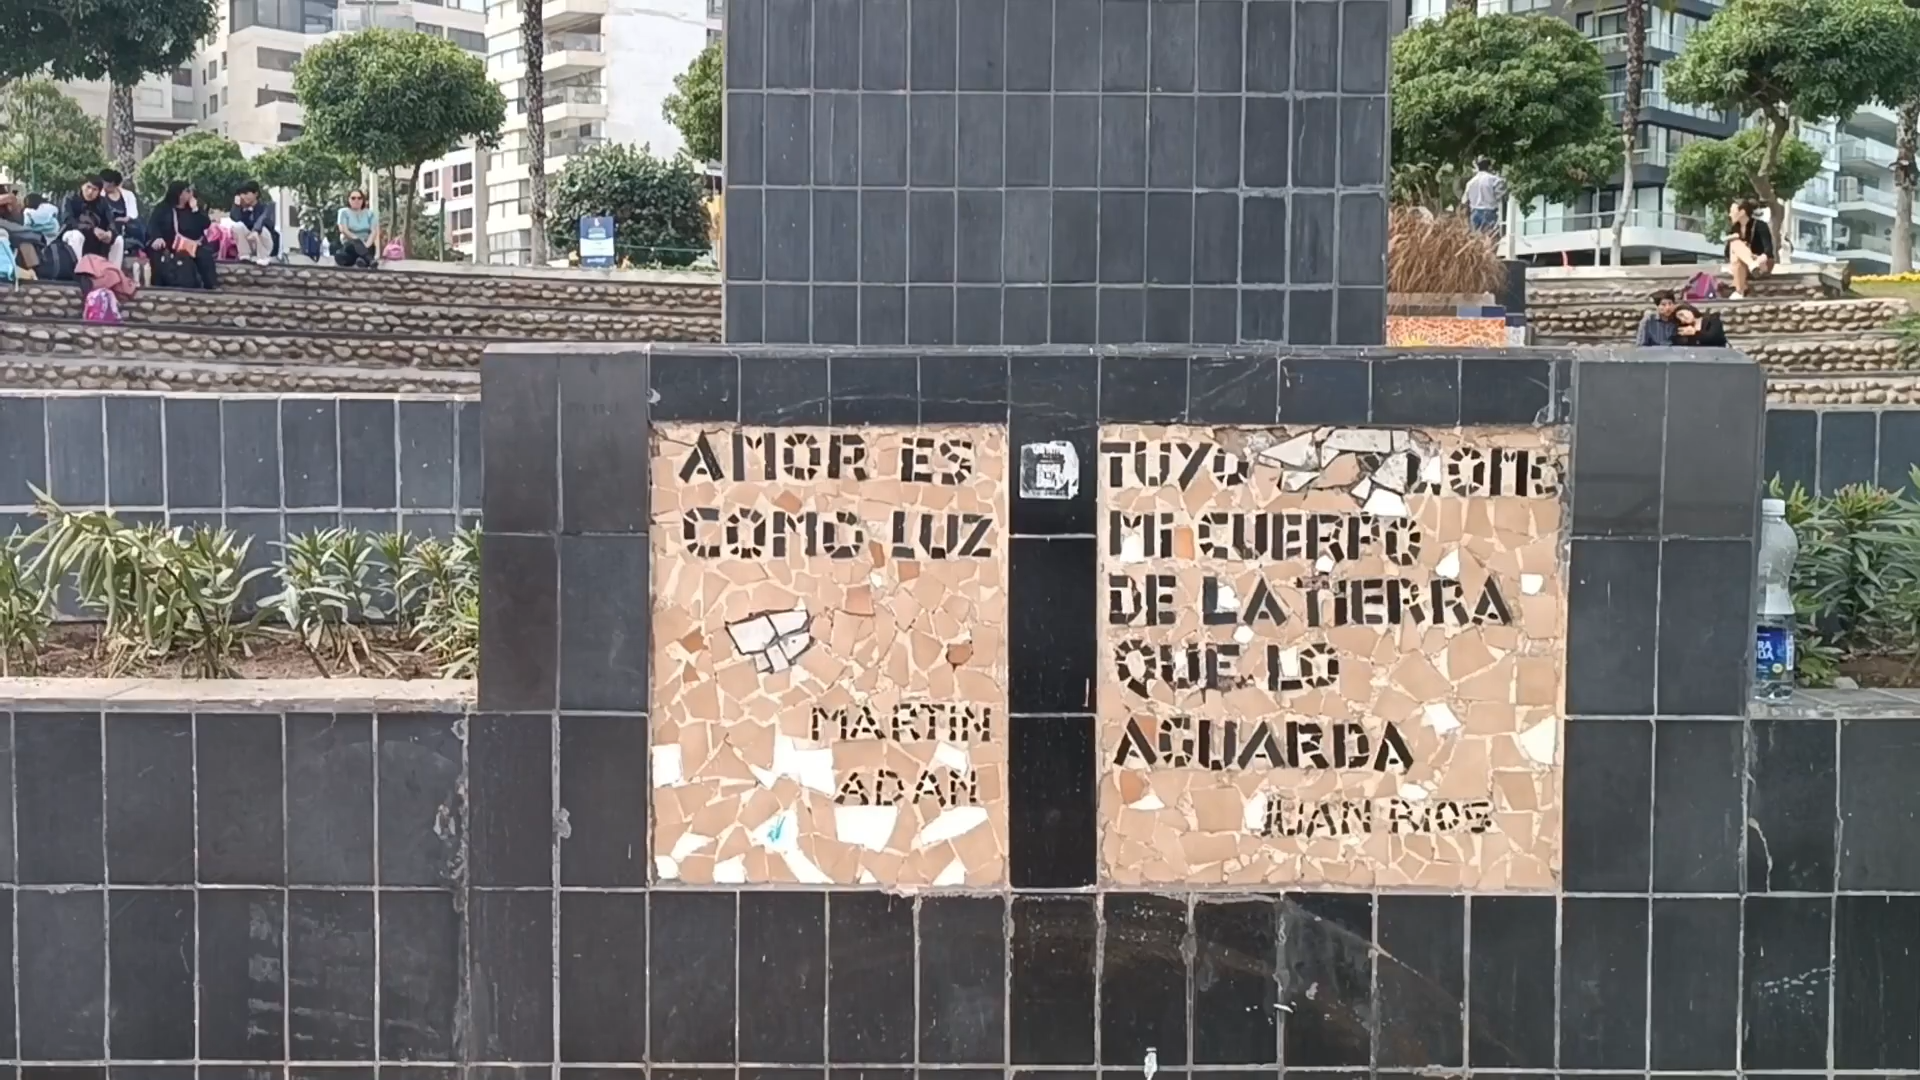 AMOR ES
COMO LUZ
MARTIN
ADAN
TUYO
MI CUERPO
DE LA TIERRA
QUE LO
AGUARDA
JUAN RIOS